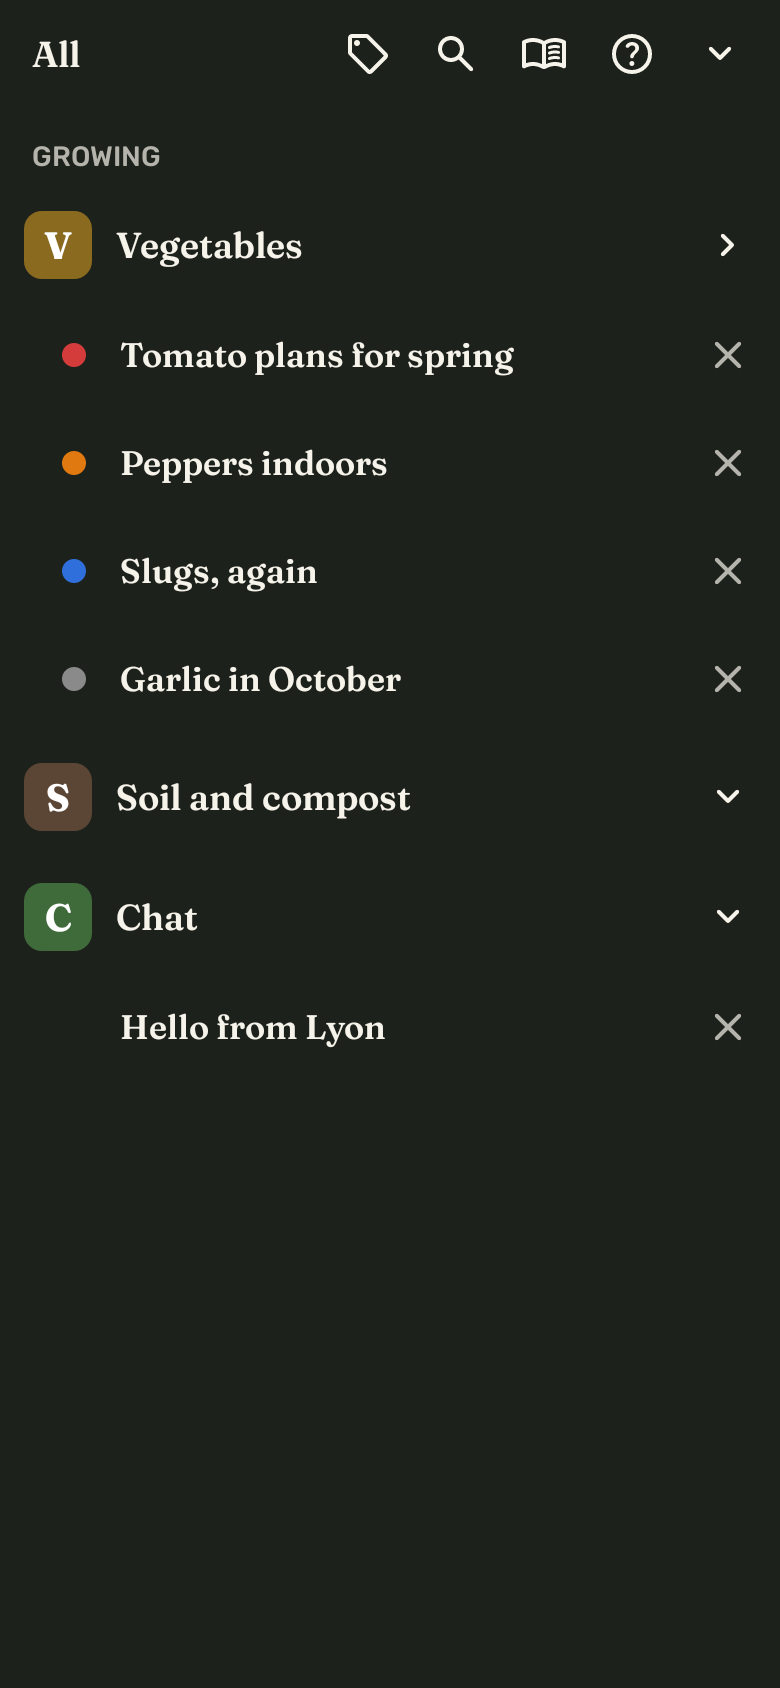 All
GROWING
V Vegetables
Tomato plans for spring
Peppers indoors
Slugs, again
Garlic in October
S Soil and compost
C Chat
Hello from Lyon